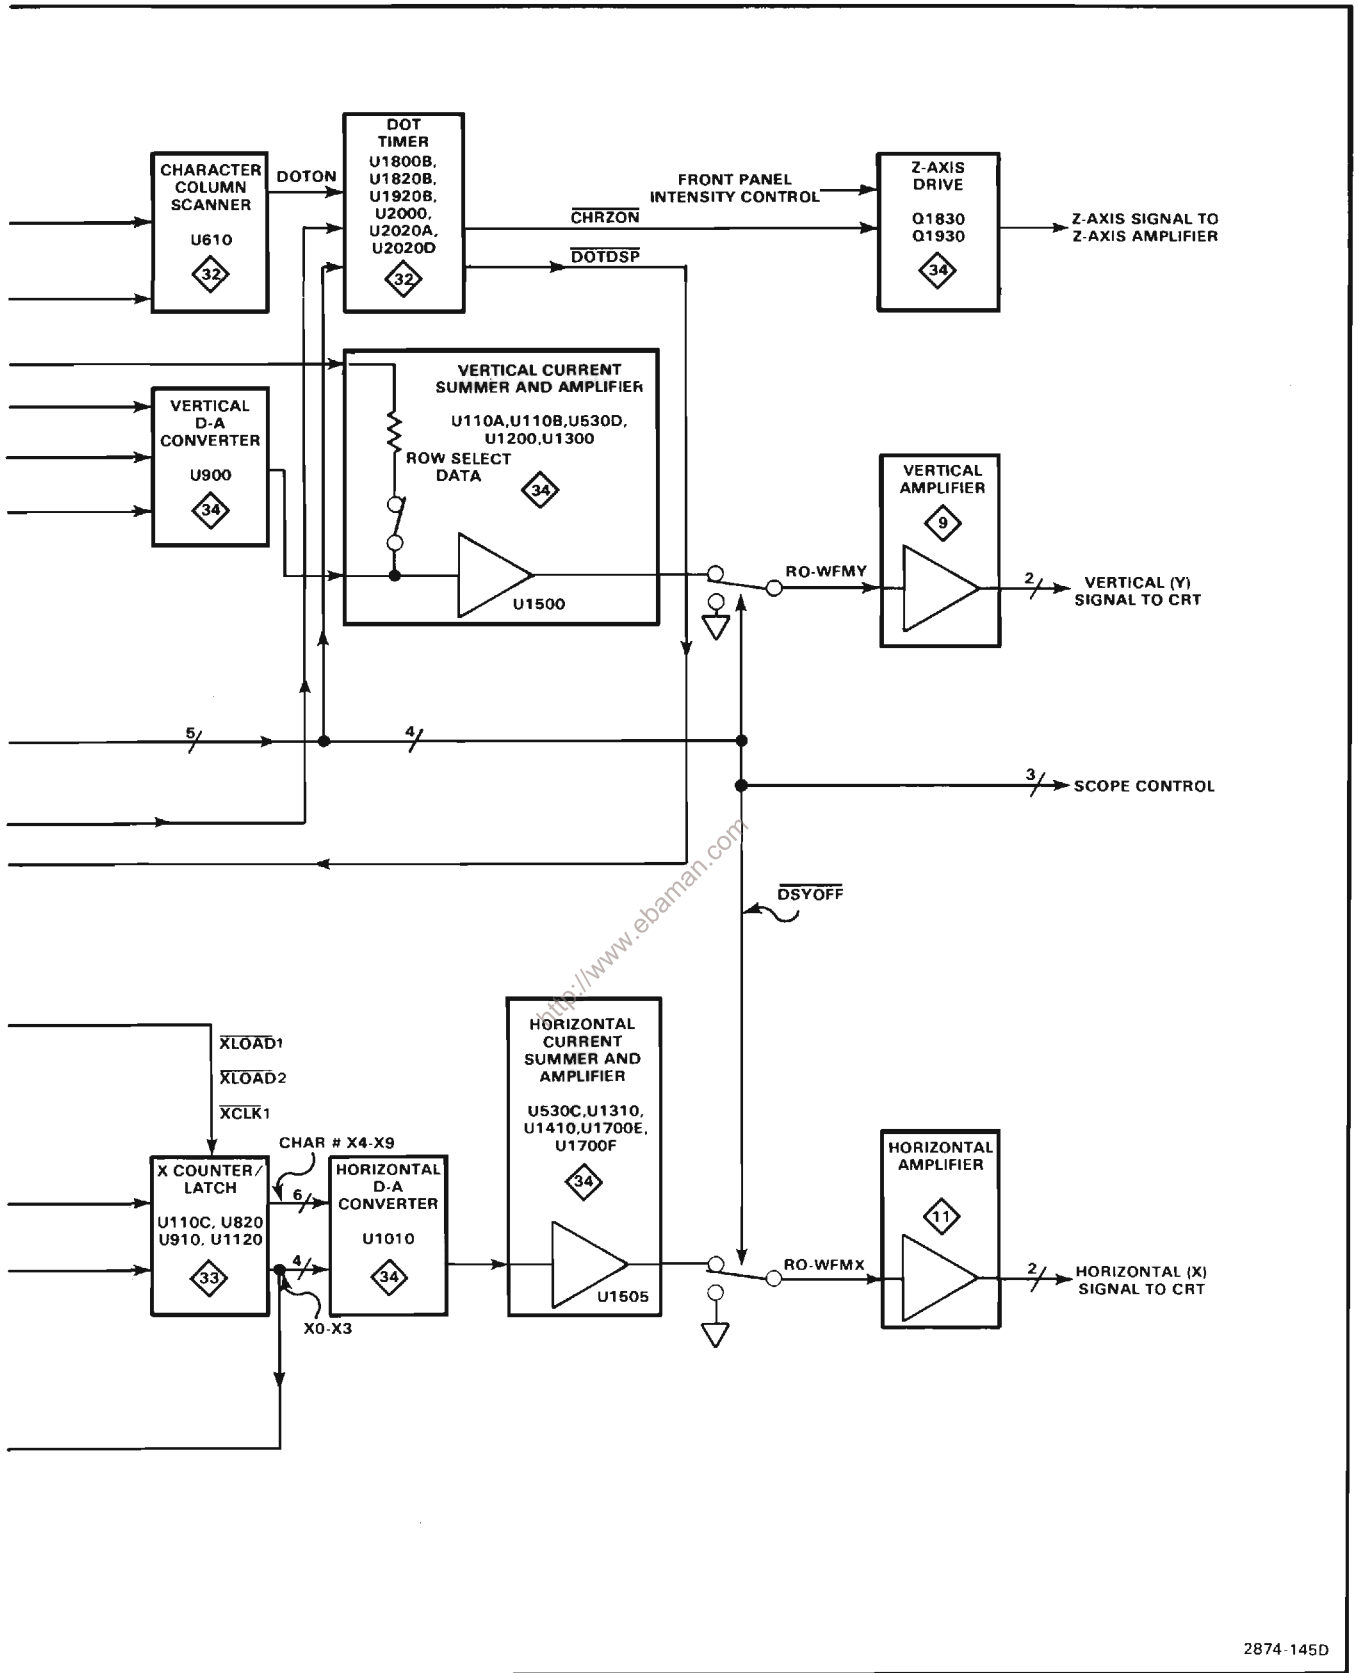 DOT
TIMER
U1800B,
U1820B,
U1920B,
U2000,
U2020A,
U2020D
32
CHARACTER
COLUMN
SCANNER
U610
32
DOTON
FRONT PANEL
INTENSITY CONTROL
CHRZON
DOTDSP
Z-AXIS
DRIVE
Q1830
Q1930
34
Z-AXIS SIGNAL TO
Z-AXIS AMPLIFIER
VERTICAL CURRENT
SUMMER AND AMPLIFIER
U110A,U110B,U530D,
U1200,U1300
ROW SELECT
DATA
34
U1500
VERTICAL
D-A
CONVERTER
U900
34
VERTICAL
AMPLIFIER
9
RO-WFMY
2
VERTICAL (Y)
SIGNAL TO CRT
5
4
3
SCOPE CONTROL
DSYOFF
http://www.ebaman.com
XLOAD1
XLOAD2
XCLK1
CHAR # X4-X9
X COUNTER/
LATCH
U110C, U820
U910, U1120
33
6
4
X0-X3
HORIZONTAL
D-A
CONVERTER
U1010
34
HORIZONTAL
CURRENT
SUMMER AND
AMPLIFIER
U530C,U1310,
U1410,U1700E,
U1700F
34
U1505
RO-WFMX
HORIZONTAL
AMPLIFIER
11
2
HORIZONTAL (X)
SIGNAL TO CRT
2874-145D